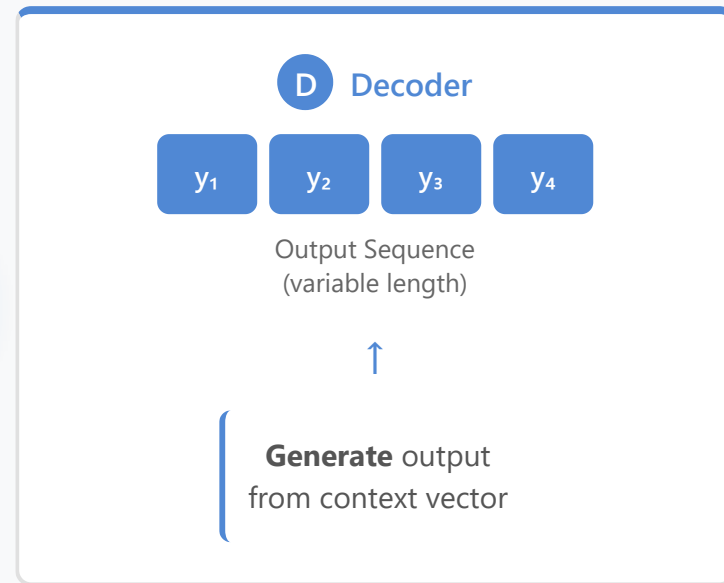 D Decoder
y₁ y₂ y₃ y₄
Output Sequence
(variable length)
↑
Generate output
from context vector